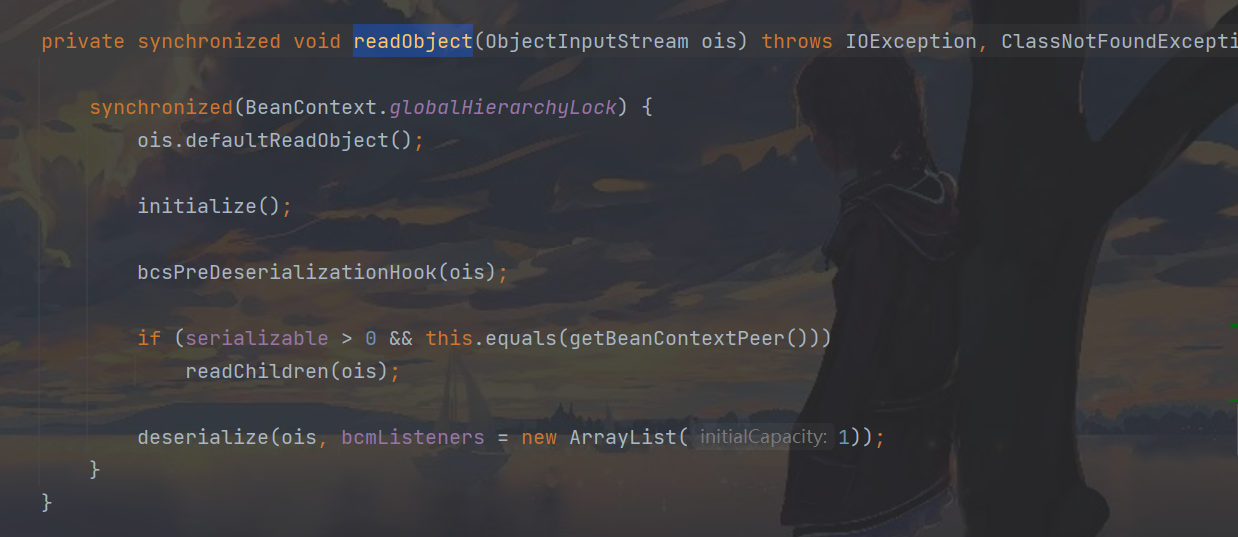 private synchronized void readObject(ObjectInputStream ois) throws IOException, ClassNotFoundExcepti
synchronized(BeanContext.globalHierarchyLock) {
ois.defaultReadObject();
initialize();
bcsPreDeserializationHook(ois);
if (serializable > 0 && this.equals(getBeanContextPeer()))
readChildren(ois);
deserialize(ois, bcmListeners = new ArrayList( initialCapacity: 1));
}
}